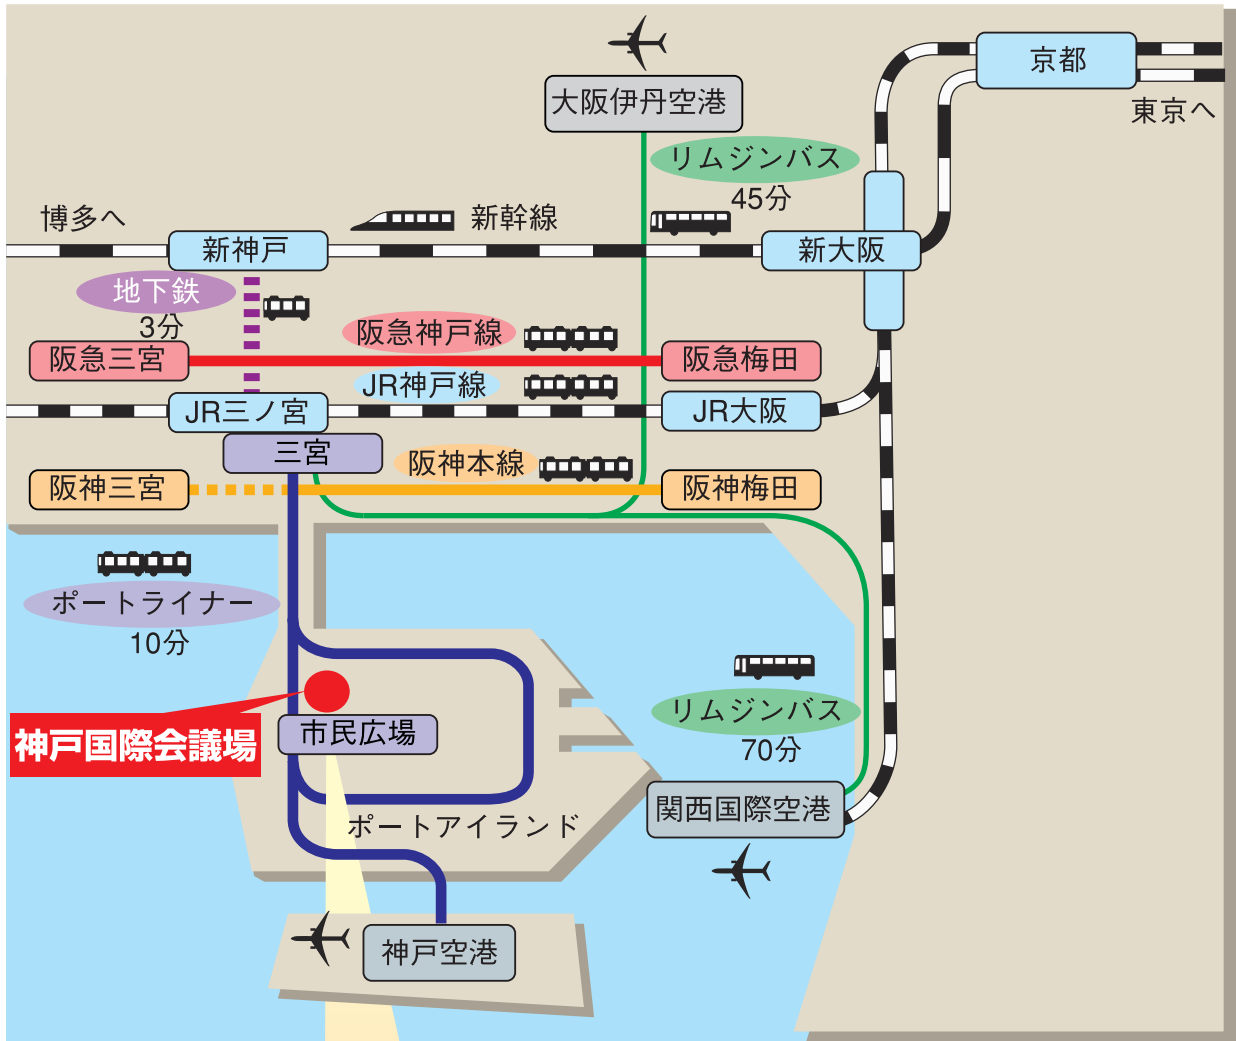 京都
大阪伊丹空港
東京へ
リムジンバス
45分
博多へ
新幹線
新神戸
新大阪
地下鉄
3分
阪急神戸線
阪急三宮
阪急梅田
JR神戸線
JR三ノ宮
JR大阪
三宮
阪神本線
阪神三宮
阪神梅田
ポートライナー
10分
リムジンバス
70分
神戸国際会議場
市民広場
関西国際空港
ポートアイランド
神戸空港